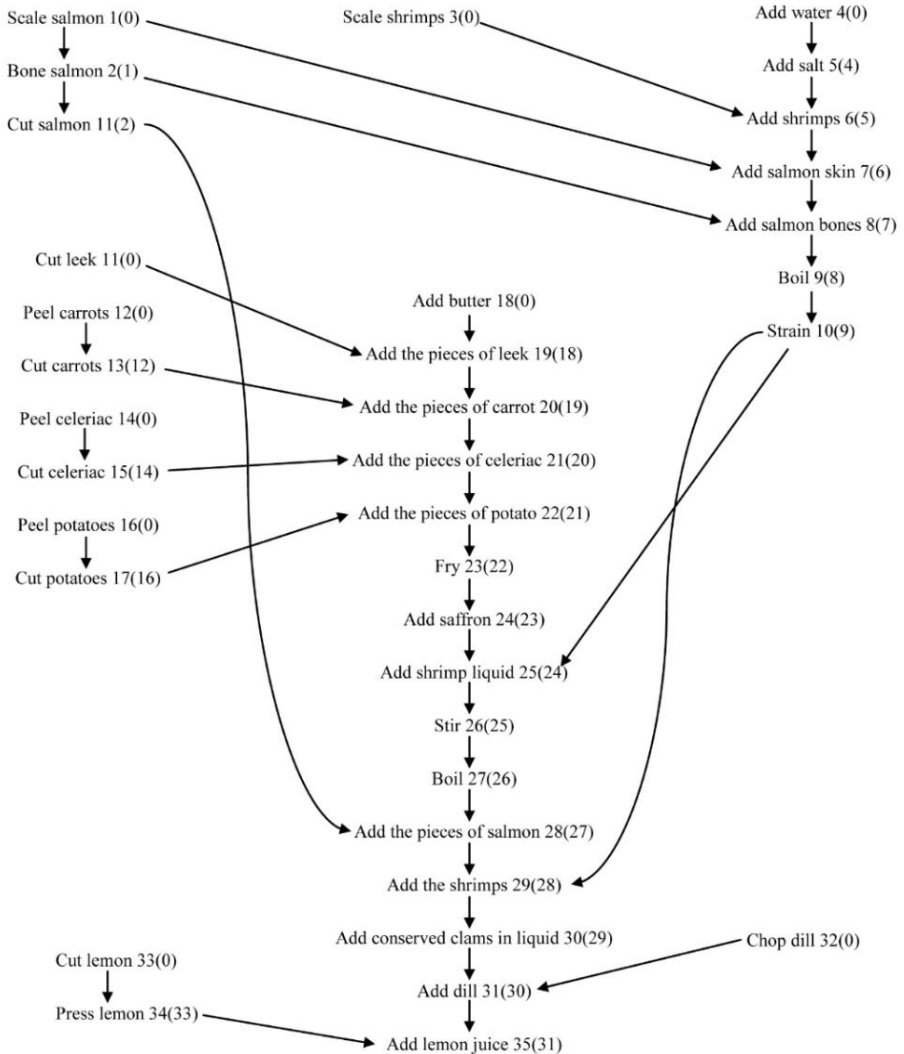 Scale salmon 1(0)
Scale shrimps 3(0)
Add water 4(0)
Bone salmon 2(1)
Add salt 5(4)
Cut salmon 11(2)
Add shrimps 6(5)
Add salmon skin 7(6)
Add salmon bones 8(7)
Cut leek 11(0)
Boil 9(8)
Add butter 18(0)
Peel carrots 12(0)
Strain 10(9)
Add the pieces of leek 19(18)
Cut carrots 13(12)
Add the pieces of carrot 20(19)
Peel celeriac 14(0)
Add the pieces of celeriac 21(20)
Cut celeriac 15(14)
Add the pieces of potato 22(21)
Peel potatoes 16(0)
Fry 23(22)
Cut potatoes 17(16)
Add saffron 24(23)
Add shrimp liquid 25(24)
Stir 26(25)
Boil 27(26)
Add the pieces of salmon 28(27)
Add the shrimps 29(28)
Add conserved clams in liquid 30(29)
Chop dill 32(0)
Cut lemon 33(0)
Add dill 31(30)
Press lemon 34(33)
Add lemon juice 35(31)